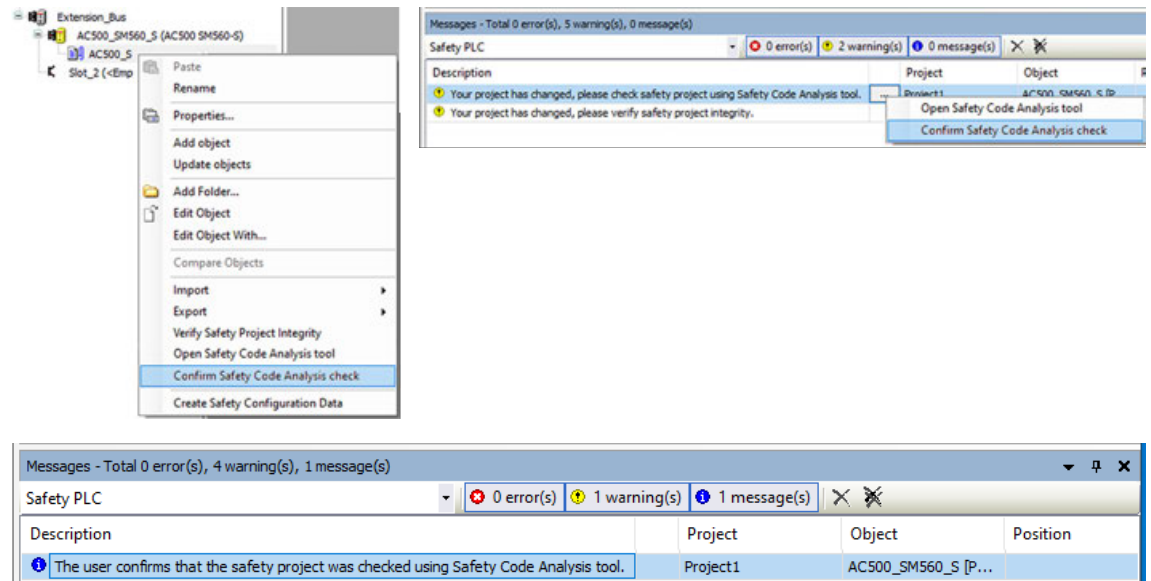 Extension_Bus
AC500_SM560_S (AC500 SM560-S)
AC500_S
Slot_2 (<Emp
Paste
Rename
Properties...
Add object
Update objects
Add Folder...
Edit Object
Edit Object With...
Compare Objects
Import
Export
Verify Safety Project Integrity
Open Safety Code Analysis tool
Confirm Safety Code Analysis check
Create Safety Configuration Data
Messages - Total 0 error(s), 5 warning(s), 0 message(s)
Safety PLC 0 error(s) 2 warning(s) 0 message(s)
Description Project Object
Your project has changed, please check safety project using Safety Code Analysis tool. ... Project1 AC500_SM560_S [P
Your project has changed, please verify safety project integrity.
Open Safety Code Analysis tool
Confirm Safety Code Analysis check
Messages - Total 0 error(s), 4 warning(s), 1 message(s)
Safety PLC 0 error(s) 1 warning(s) 1 message(s)
Description Project Object Position
The user confirms that the safety project was checked using Safety Code Analysis tool. Project1 AC500_SM560_S [P...